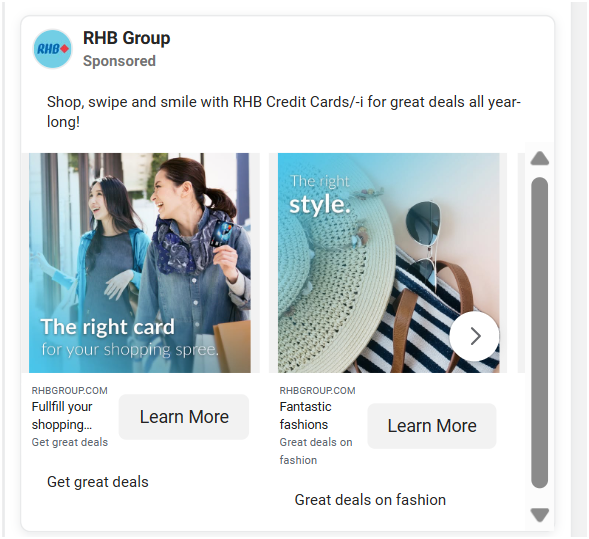 RHB
RHB Group
Sponsored
Shop, swipe and smile with RHB Credit Cards/-i for great deals all year-
long!
The right card
for your shopping spree.
The right
style.
RHBGROUP.COM
Fullfill your
shopping...
Get great deals
Learn More
Get great deals
RHBGROUP.COM
Fantastic
fashions
Great deals on
fashion
Learn More
Great deals on fashion